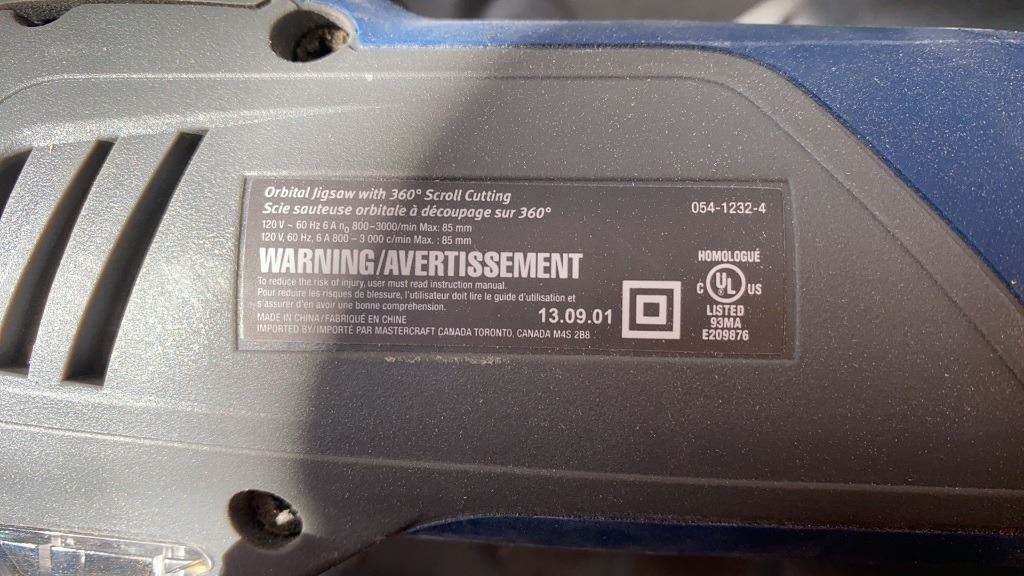 Orbital Jigsaw with 360° Scroll Cutting
Scie sauteuse orbitale à découpage sur 360°
054-1232-4
120 V ~ 60 Hz 6 A n₀ 800-3000/min Max: 85 mm
120 V, 60 Hz, 6 A 800 – 3 000 c/min Max. : 85 mm
WARNING/AVERTISSEMENT
To reduce the risk of injury, user must read instruction manual.
Pour réduire les risques de blessure, l'utilisateur doit lire le guide d'utilisation et
s'assurer d'en avoir une bonne compréhension.
MADE IN CHINA/FABRIQUÉ EN CHINE
IMPORTED BY/IMPORTÉ PAR MASTERCRAFT CANADA TORONTO, CANADA M4S 2B8
13.09.01
HOMOLOGUÉ
C UL US
LISTED
93MA
E209876